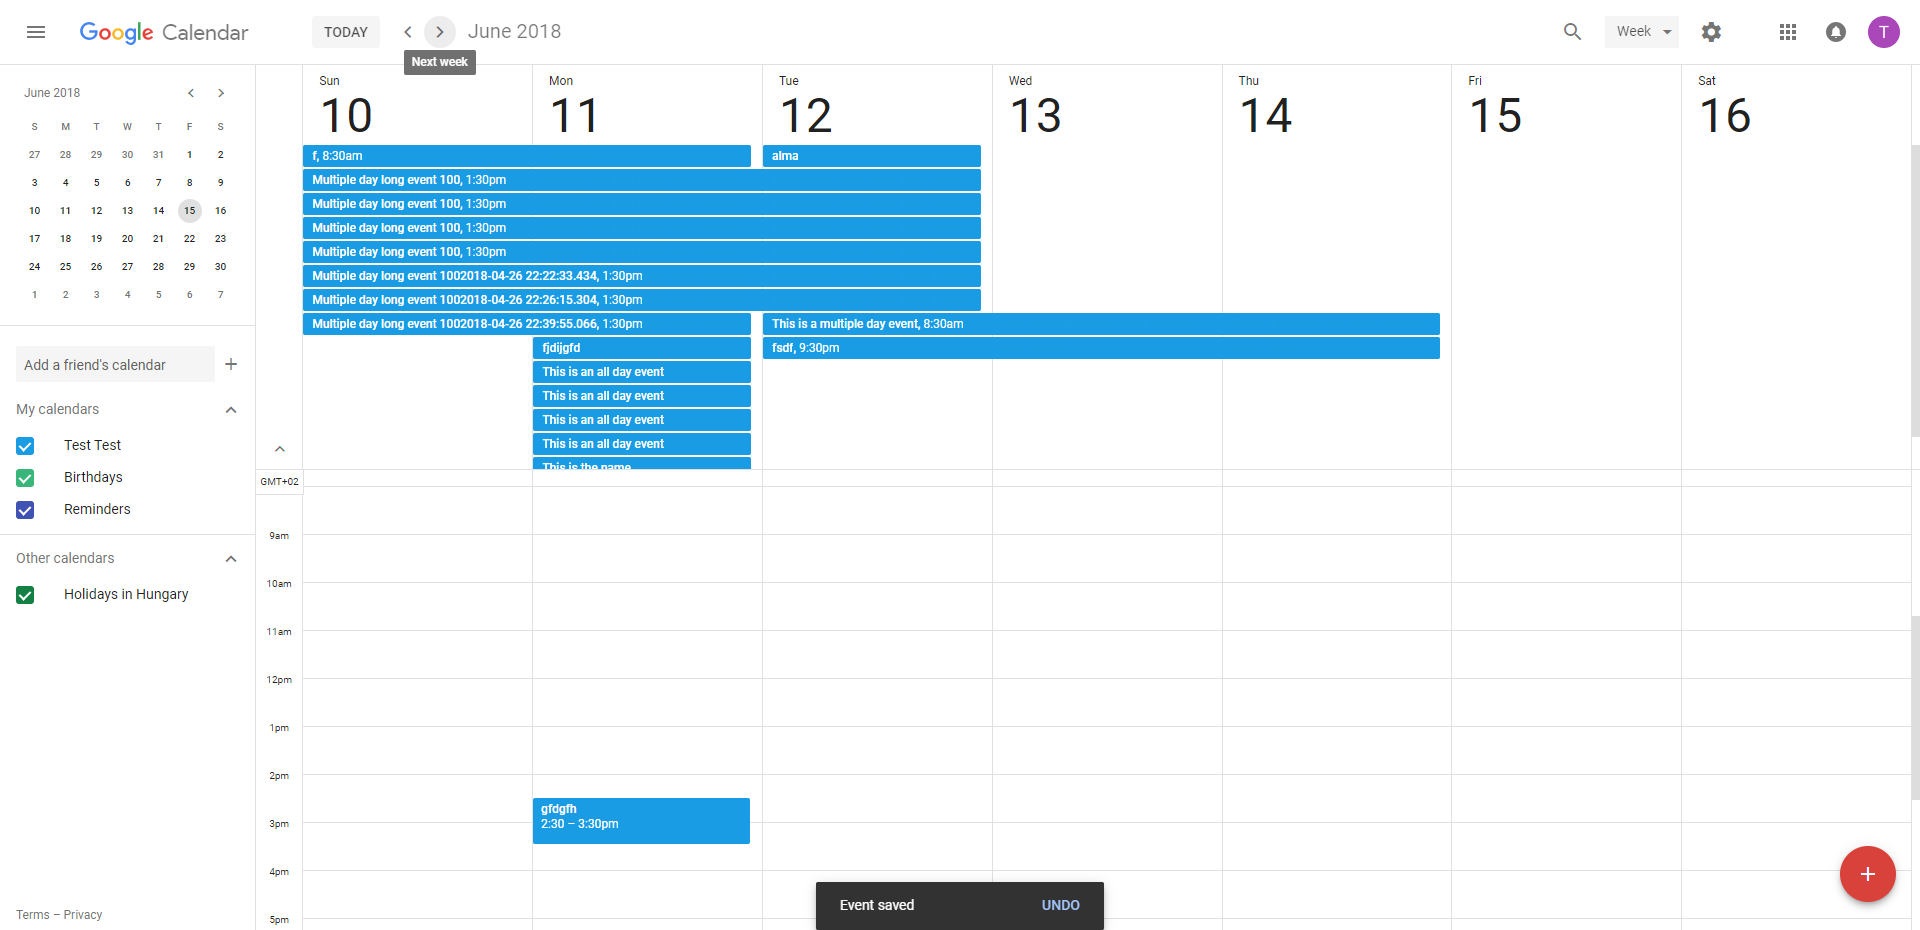 Google Calendar
TODAY
June 2018
Week
T
Next week
June 2018
S M T W T F S
27 28 29 30 31 1 2
3 4 5 6 7 8 9
10 11 12 13 14 15 16
17 18 19 20 21 22 23
24 25 26 27 28 29 30
1 2 3 4 5 6 7
Add a friend's calendar
My calendars
Test Test
Birthdays
Reminders
Other calendars
Holidays in Hungary
Terms – Privacy
Sun Mon Tue Wed Thu Fri Sat
10 11 12 13 14 15 16
f, 8:30am
alma
Multiple day long event 100, 1:30pm
Multiple day long event 100, 1:30pm
Multiple day long event 100, 1:30pm
Multiple day long event 100, 1:30pm
Multiple day long event 1002018-04-26 22:22:33.434, 1:30pm
Multiple day long event 1002018-04-26 22:26:15.304, 1:30pm
Multiple day long event 1002018-04-26 22:39:55.066, 1:30pm
This is a multiple day event, 8:30am
fjdijgfd
fsdf, 9:30pm
This is an all day event
This is an all day event
This is an all day event
This is an all day event
This is the name
GMT+02
9am
10am
11am
12pm
1pm
2pm
gfdgfh
2:30 – 3:30pm
3pm
4pm
5pm
Event saved
UNDO